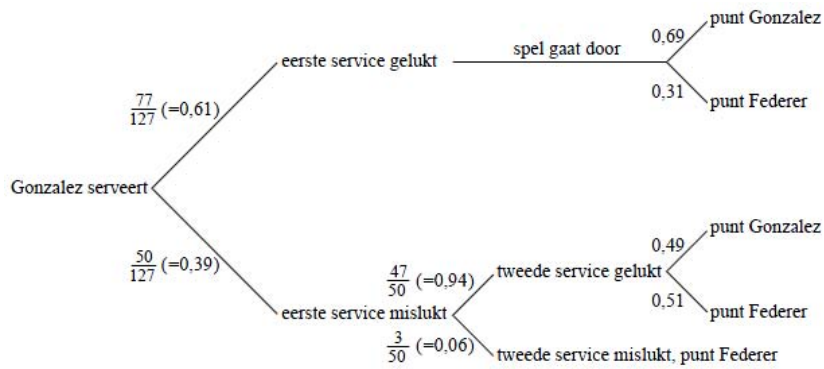 punt Gonzalez
0,69
eerste service gelukt
spel gaat door
0,31
punt Federer
77/127 (=0,61)
Gonzalez serveert
50/127 (=0,39)
punt Gonzalez
0,49
47/50 (=0,94)
tweede service gelukt
0,51
punt Federer
eerste service mislukt
3/50 (=0,06)
tweede service mislukt, punt Federer